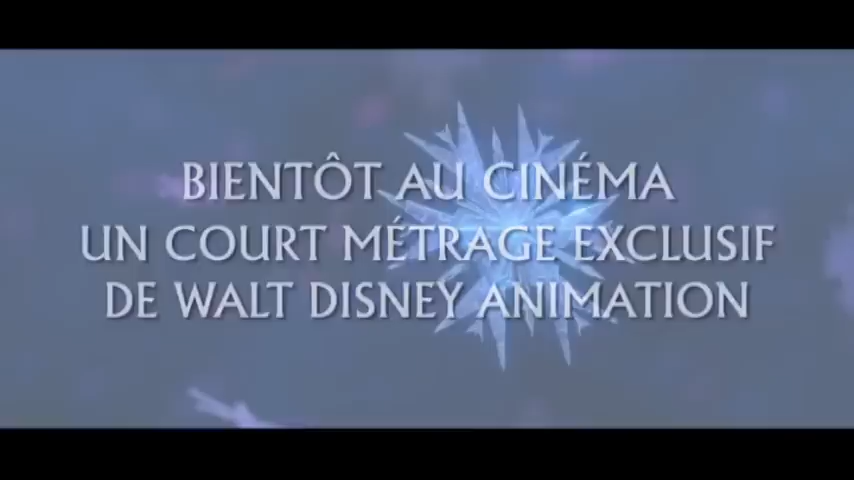 BIENTÔT AU CINÉMA
UN COURT MÉTRAGE EXCLUSIF
DE WALT DISNEY ANIMATION